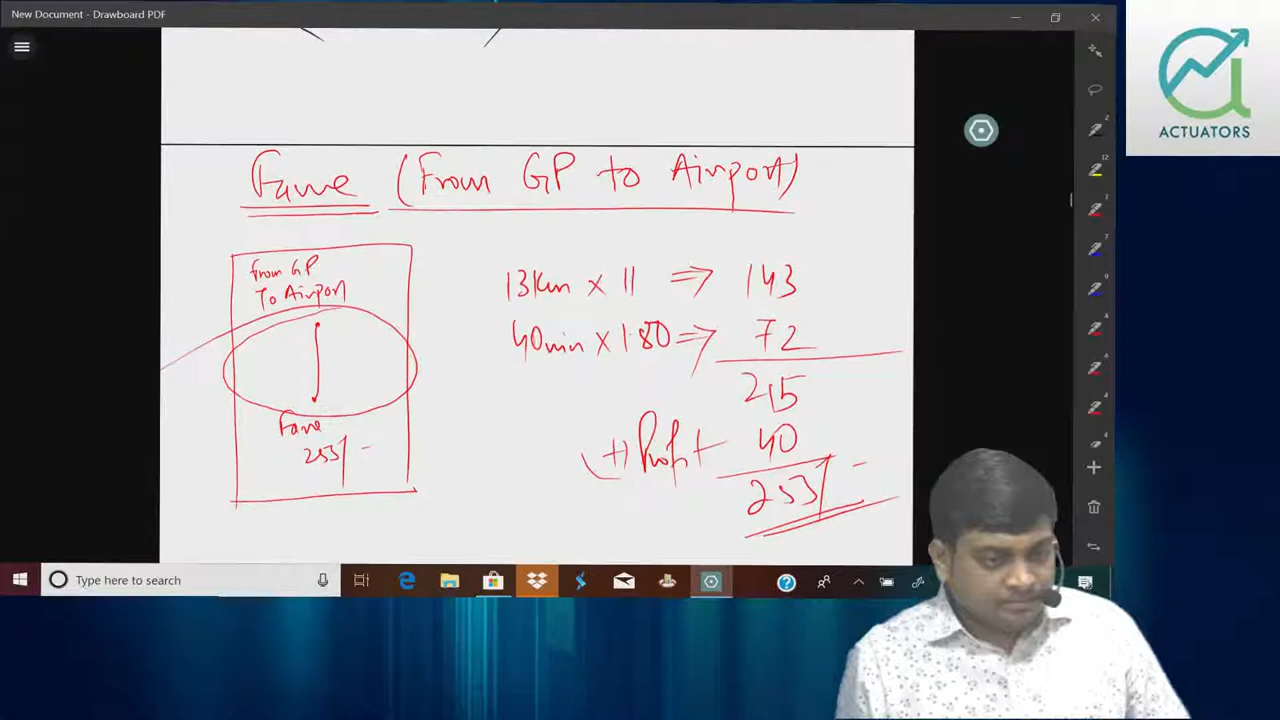 New Document - Drawboard PDF
ACTUATORS
Fare (From GP to Airport)
From GP
To Airport
Fare
253/-
13km x 11 => 143
40min x 1.80 => 72
215
(+) Profit 40
253/-
Type here to search